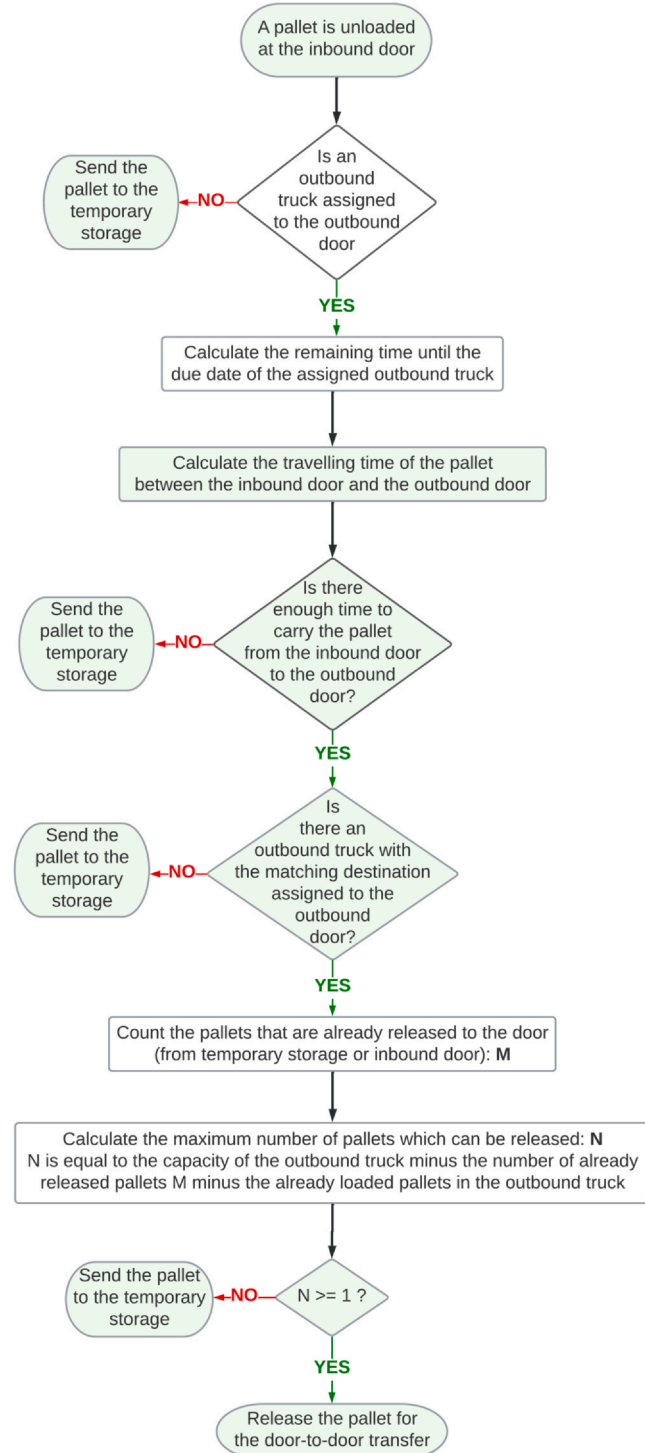 A pallet is unloaded
at the inbound door
Is an
outbound
truck assigned
to the outbound
door
NO
Send the
pallet to the
temporary
storage
YES
Calculate the remaining time until the
due date of the assigned outbound truck
Calculate the travelling time of the pallet
between the inbound door and the outbound door
Is there
enough time to
carry the pallet
from the inbound door
to the outbound
door?
NO
Send the
pallet to the
temporary
storage
YES
Is
there an
outbound truck with
the matching destination
assigned to the
outbound
door?
NO
Send the
pallet to the
temporary
storage
YES
Count the pallets that are already released to the door
(from temporary storage or inbound door): M
Calculate the maximum number of pallets which can be released: N
N is equal to the capacity of the outbound truck minus the number of already
released pallets M minus the already loaded pallets in the outbound truck
N >= 1 ?
NO
Send the pallet
to the temporary
storage
YES
Release the pallet for
the door-to-door transfer